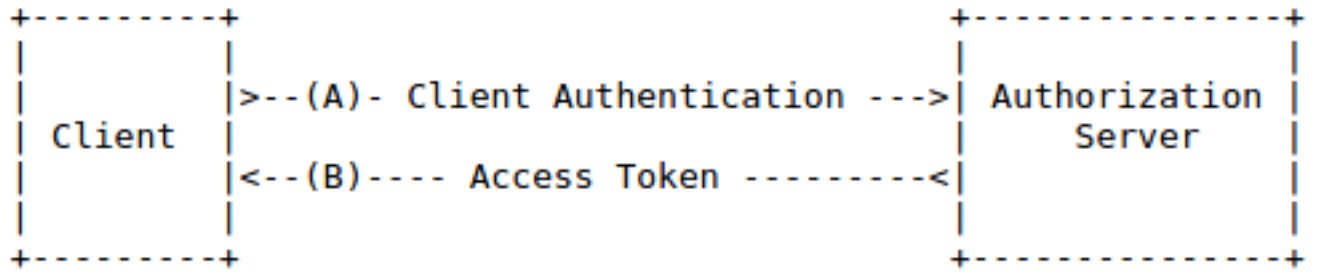 +---------+                                  +---------------+
|         |                                  |               |
|         |>--(A)- Client Authentication --->| Authorization |
| Client  |                                  |     Server    |
|         |<--(B)---- Access Token ---------<|               |
|         |                                  |               |
+---------+                                  +---------------+